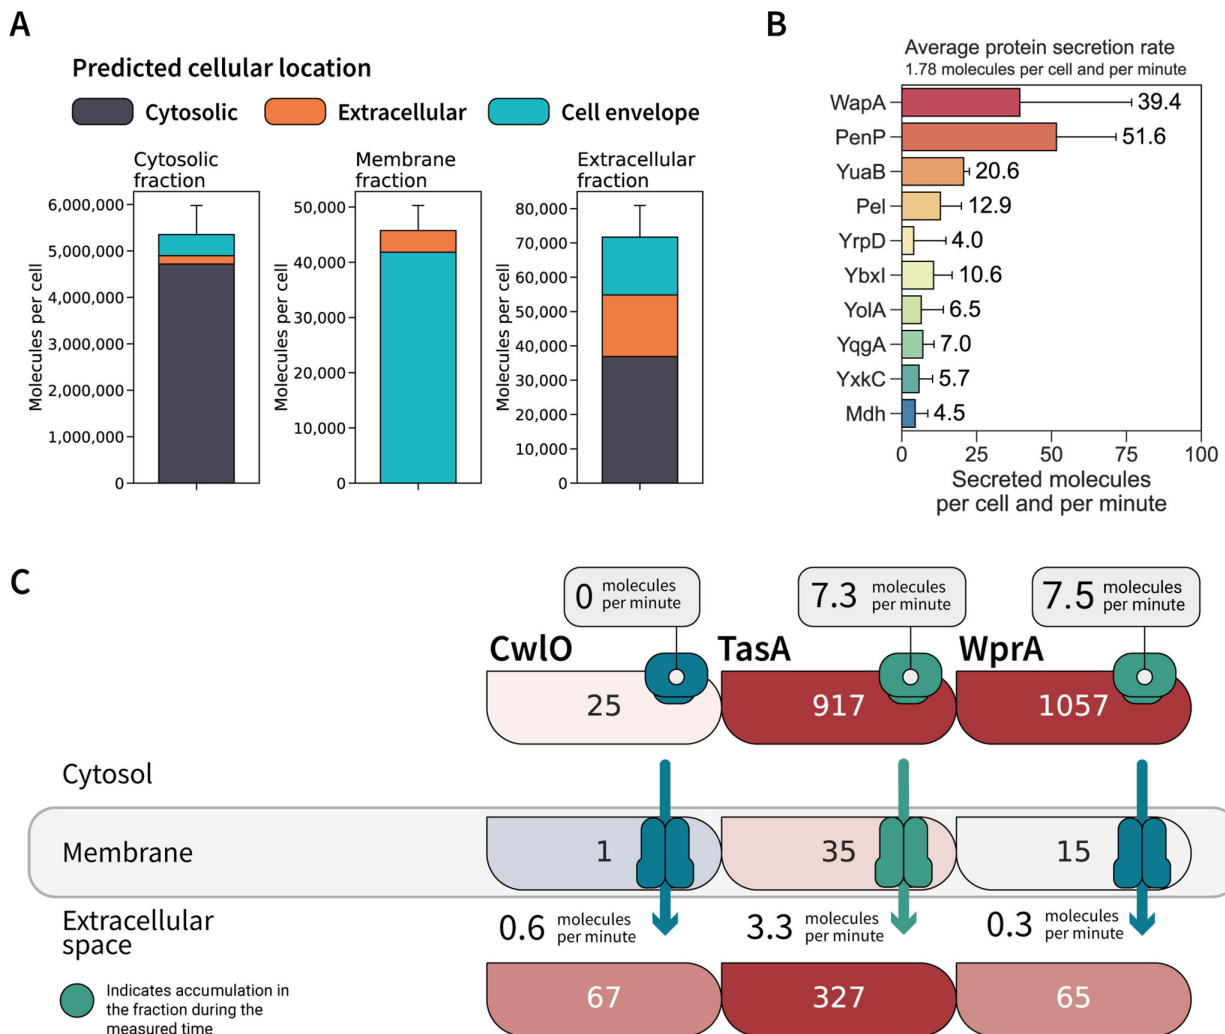 A
Predicted cellular location
Cytosolic
Extracellular
Cell envelope
Cytosolic
fraction
Molecules per cell
6,000,000
5,000,000
4,000,000
3,000,000
2,000,000
1,000,000
0
Membrane
fraction
Molecules per cell
50,000
40,000
30,000
20,000
10,000
0
Extracellular
fraction
Molecules per cell
80,000
70,000
60,000
50,000
40,000
30,000
20,000
10,000
0
B
Average protein secretion rate
1.78 molecules per cell and per minute
WapA 39.4
PenP 51.6
YuaB 20.6
Pel 12.9
YrpD 4.0
YbxI 10.6
YolA 6.5
YqgA 7.0
YxkC 5.7
Mdh 4.5
0 25 50 75 100
Secreted molecules
per cell and per minute
C
0 molecules
per minute
7.3 molecules
per minute
7.5 molecules
per minute
CwlO TasA WprA
25 917 1057
Cytosol
Membrane
1 35 15
Extracellular
space
0.6 molecules
per minute
3.3 molecules
per minute
0.3 molecules
per minute
67 327 65
Indicates accumulation in
the fraction during the
measured time